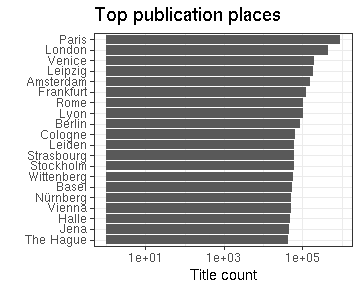 Top publication places
Paris
London
Venice
Leipzig
Amsterdam
Frankfurt
Rome
Lyon
Berlin
Cologne
Leiden
Strasbourg
Stockholm
Wittenberg
Basel
Nürnberg
Vienna
Halle
Jena
The Hague
1e+01 1e+03 1e+05
Title count